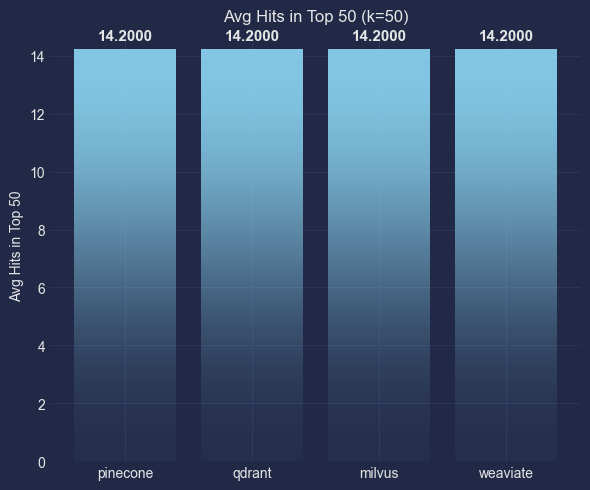 Avg Hits in Top 50 (k=50)
14.2000 14.2000 14.2000 14.2000
14
12
10
8
6
4
2
0
Avg Hits in Top 50
pinecone qdrant milvus weaviate